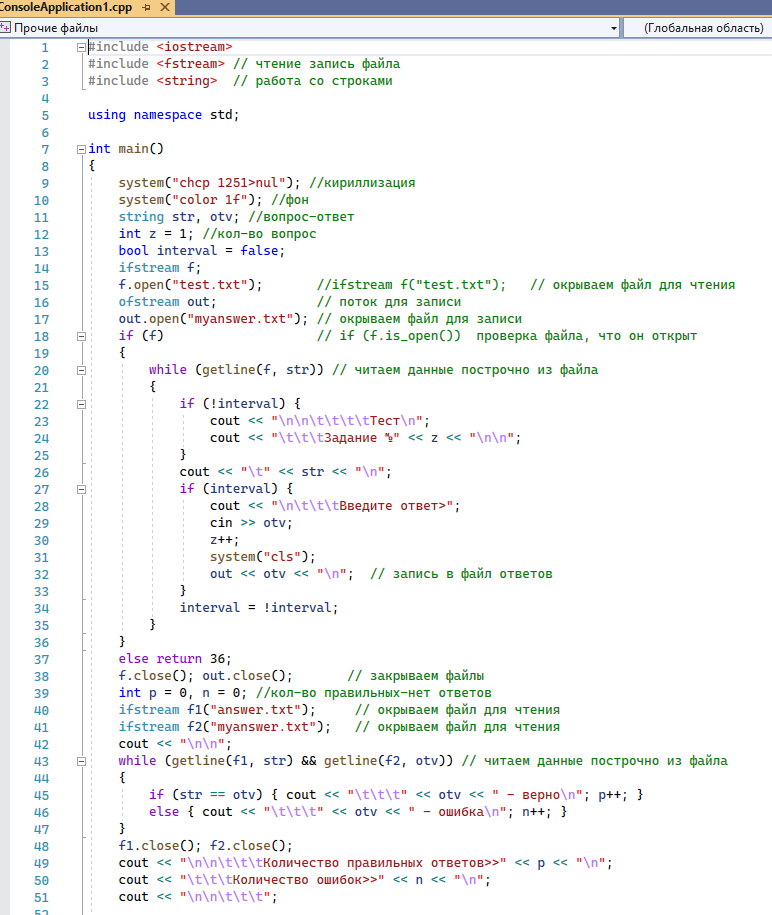 ConsoleApplication1.cpp
Прочие файлы (Глобальная область)
1 #include <iostream>
2 #include <fstream> // чтение запись файла
3 #include <string>  // работа со строками
4
5 using namespace std;
6
7 int main()
8 {
9     system("chcp 1251>nul"); //кириллизация
10     system("color 1f"); //фон
11     string str, otv; //вопрос-ответ
12     int z = 1; //кол-во вопрос
13     bool interval = false;
14     ifstream f;
15     f.open("test.txt");       //ifstream f("test.txt");   // окрываем файл для чтения
16     ofstream out;             // поток для записи
17     out.open("myanswer.txt"); // окрываем файл для записи
18     if (f)                    // if (f.is_open())  проверка файла, что он открыт
19     {
20         while (getline(f, str)) // читаем данные построчно из файла
21         {
22             if (!interval) {
23                 cout << "\n\n\t\t\t\tТест\n";
24                 cout << "\t\t\tЗадание №" << z << "\n\n";
25             }
26             cout << "\t" << str << "\n";
27             if (interval) {
28                 cout << "\n\t\t\tВведите ответ>";
29                 cin >> otv;
30                 z++;
31                 system("cls");
32                 out << otv << "\n";  // запись в файл ответов
33             }
34             interval = !interval;
35         }
36     }
37     else return 36;
38     f.close(); out.close();       // закрываем файлы
39     int p = 0, n = 0; //кол-во правильных-нет ответов
40     ifstream f1("answer.txt");     // окрываем файл для чтения
41     ifstream f2("myanswer.txt");   // окрываем файл для чтения
42     cout << "\n\n";
43     while (getline(f1, str) && getline(f2, otv)) // читаем данные построчно из файла
44     {
45         if (str == otv) { cout << "\t\t\t" << otv << " - верно\n"; p++; }
46         else { cout << "\t\t\t" << otv << " - ошибка\n"; n++; }
47     }
48     f1.close(); f2.close();
49     cout << "\n\n\t\t\tКоличество правильных ответов>>" << p << "\n";
50     cout << "\t\t\tКоличество ошибок>>" << n << "\n";
51     cout << "\n\n\t\t\t";
52